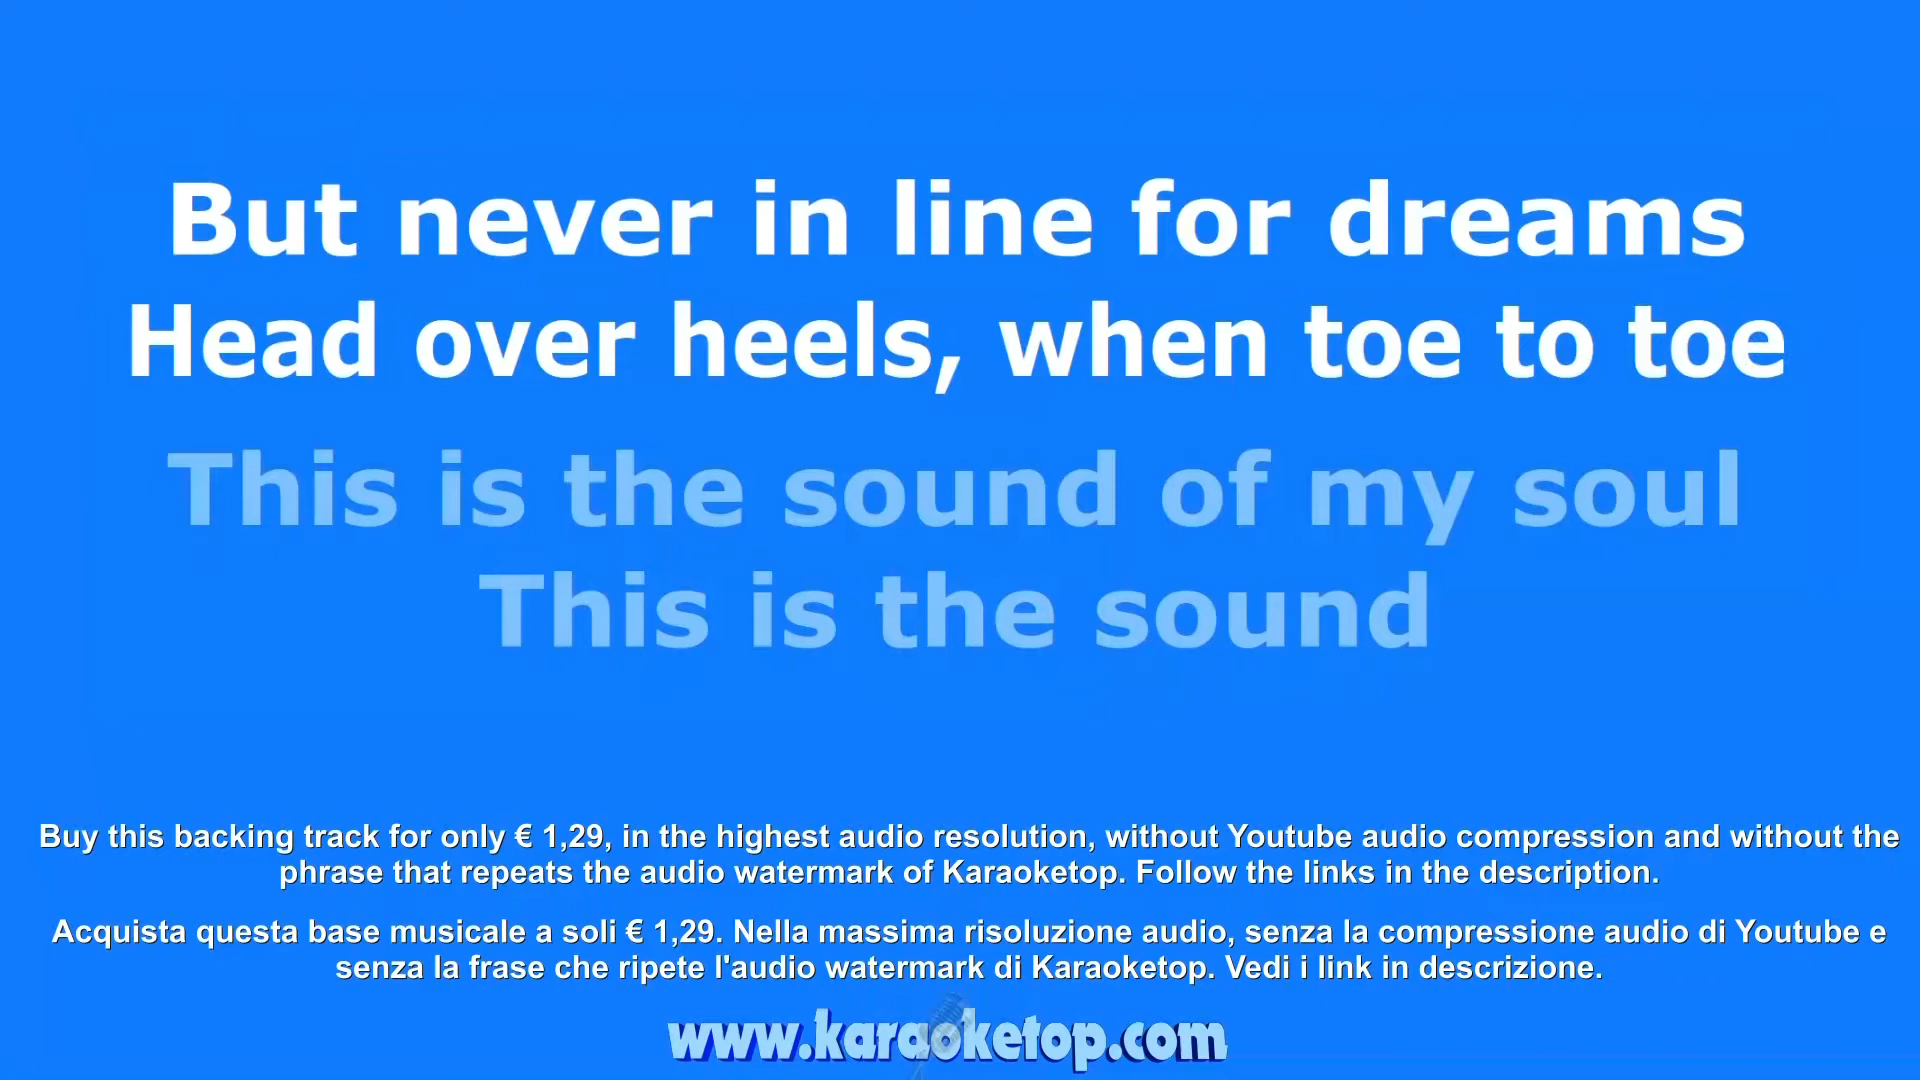 But never in line for dreams
Head over heels, when toe to toe
This is the sound of my soul
This is the sound
Buy this backing track for only € 1,29, in the highest audio resolution, without Youtube audio compression and without the
phrase that repeats the audio watermark of Karaoketop. Follow the links in the description.
Acquista questa base musicale a soli € 1,29. Nella massima risoluzione audio, senza la compressione audio di Youtube e
senza la frase che ripete l'audio watermark di Karaoketop. Vedi i link in descrizione.
www.karaoketop.com